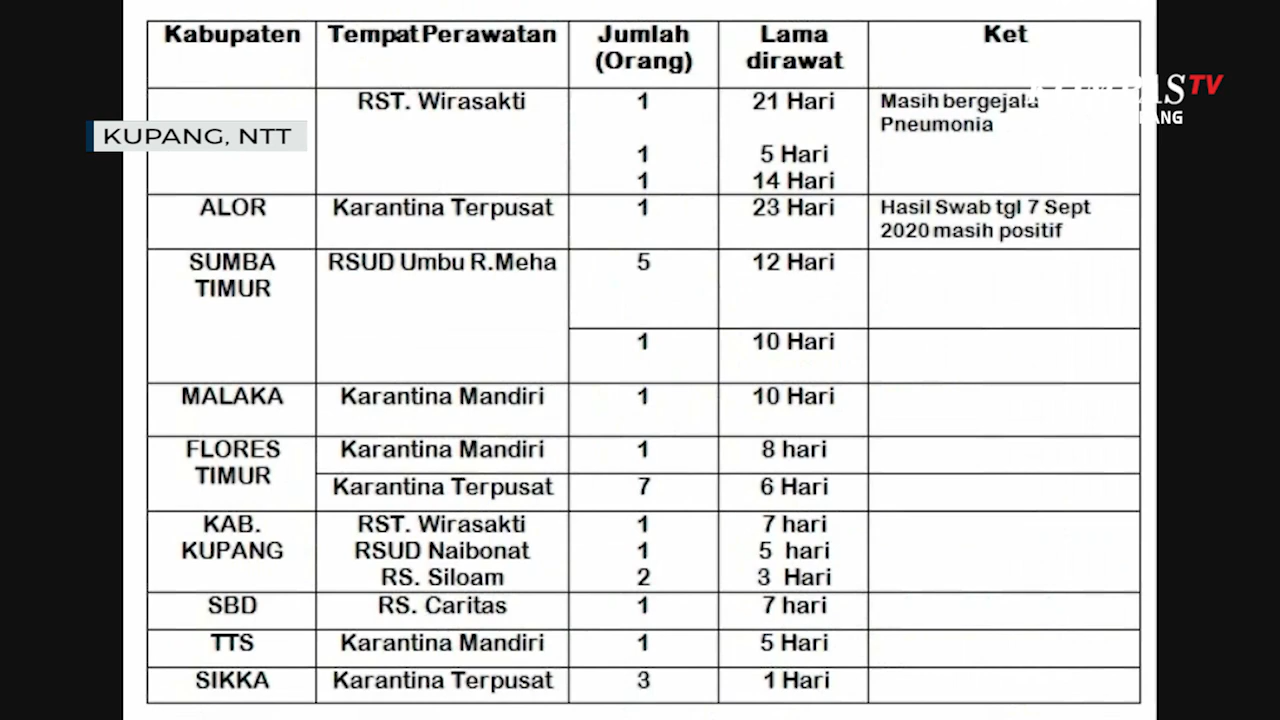 Kabupaten Tempat Perawatan Jumlah (Orang) Lama dirawat Ket
RST. Wirasakti 1 21 Hari Masih bergejala Pneumonia
1 5 Hari
1 14 Hari
ALOR Karantina Terpusat 1 23 Hari Hasil Swab tgl 7 Sept 2020 masih positif
SUMBA TIMUR RSUD Umbu R.Meha 5 12 Hari
1 10 Hari
MALAKA Karantina Mandiri 1 10 Hari
FLORES TIMUR Karantina Mandiri 1 8 hari
Karantina Terpusat 7 6 Hari
KAB. KUPANG RST. Wirasakti 1 7 hari
RSUD Naibonat 1 5 hari
RS. Siloam 2 3 Hari
SBD RS. Caritas 1 7 hari
TTS Karantina Mandiri 1 5 Hari
SIKKA Karantina Terpusat 3 1 Hari
KUPANG, NTT
TV